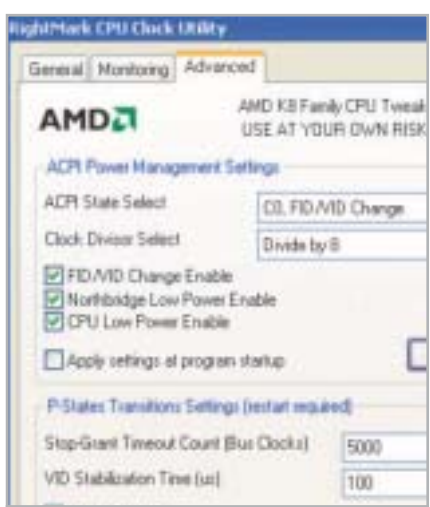 RightMark CPU Clock Utility
General Monitoring Advanced
AMD AMD K8 Family CPU Tweak
USE AT YOUR OWN RISK
ACPI Power Management Settings
ACPI State Select C0, FID/VID Change
Clock Divisor Select Divide by 8
FID/VID Change Enable
Northbridge Low Power Enable
CPU Low Power Enable
Apply settings at program startup
P-States Transitions Settings (restart required)
Stop-Grant Timeout Count (Bus Clocks) 5000
VID Stabilization Time (us) 100